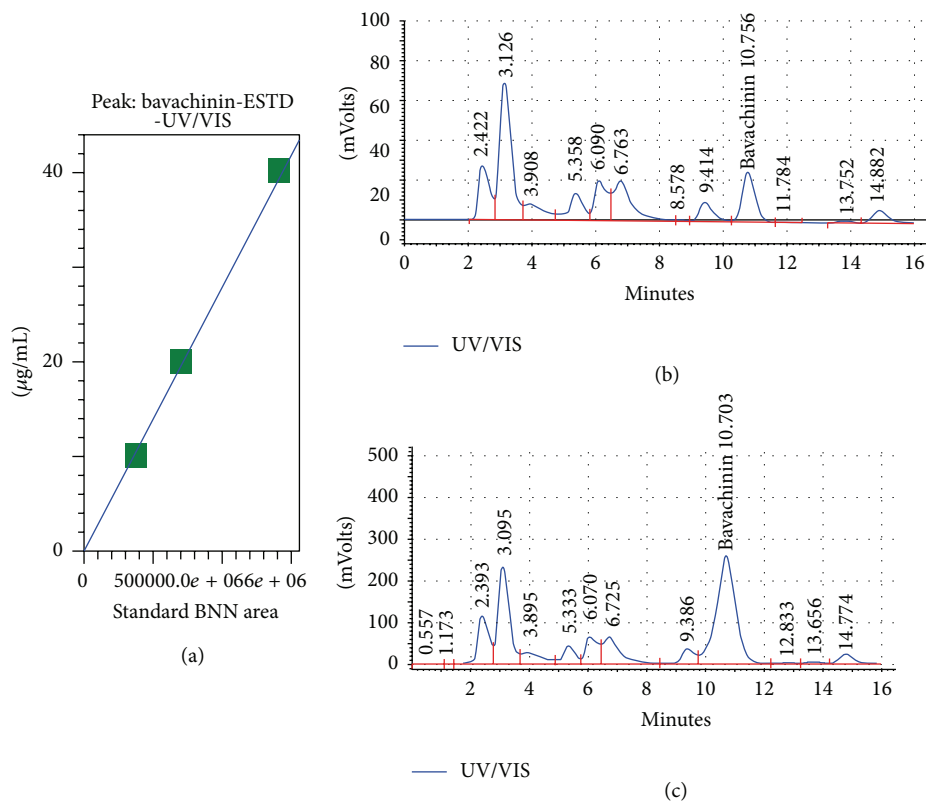 Peak: bavachinin-ESTD
-UV/VIS
(µg/mL)
40
20
0
0
500000.0e + 066e + 06
Standard BNN area
(a)
(mVolts)
100
80
60
40
20
0
2.422
3.126
3.908
5.358
6.090
6.763
8.578
9.414
Bavachinin 10.756
11.784
13.752
14.882
0 2 4 6 8 10 12 14 16
Minutes
UV/VIS
(b)
(mVolts)
500
400
300
200
100
0
0.557
1.173
2.393
3.095
3.895
5.333
6.070
6.725
9.386
Bavachinin 10.703
12.833
13.656
14.774
0 2 4 6 8 10 12 14 16
Minutes
UV/VIS
(c)